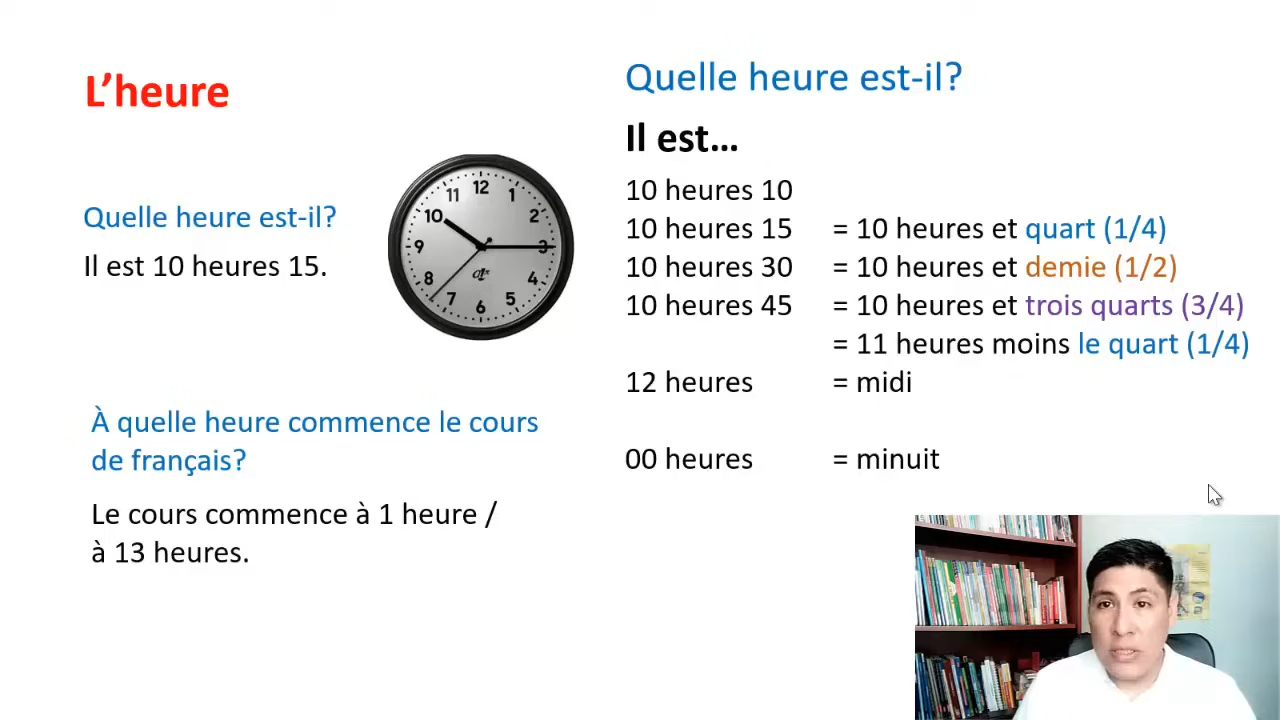 L'heure
Quelle heure est-il?
Il est 10 heures 15.
12
11
1
10
2
9
3
8
4
7
5
6
À quelle heure commence le cours
de français?
Le cours commence à 1 heure /
à 13 heures.
Quelle heure est-il?
Il est…
10 heures 10
10 heures 15 = 10 heures et quart (1/4)
10 heures 30 = 10 heures et demie (1/2)
10 heures 45 = 10 heures et trois quarts (3/4)
= 11 heures moins le quart (1/4)
12 heures = midi
00 heures = minuit